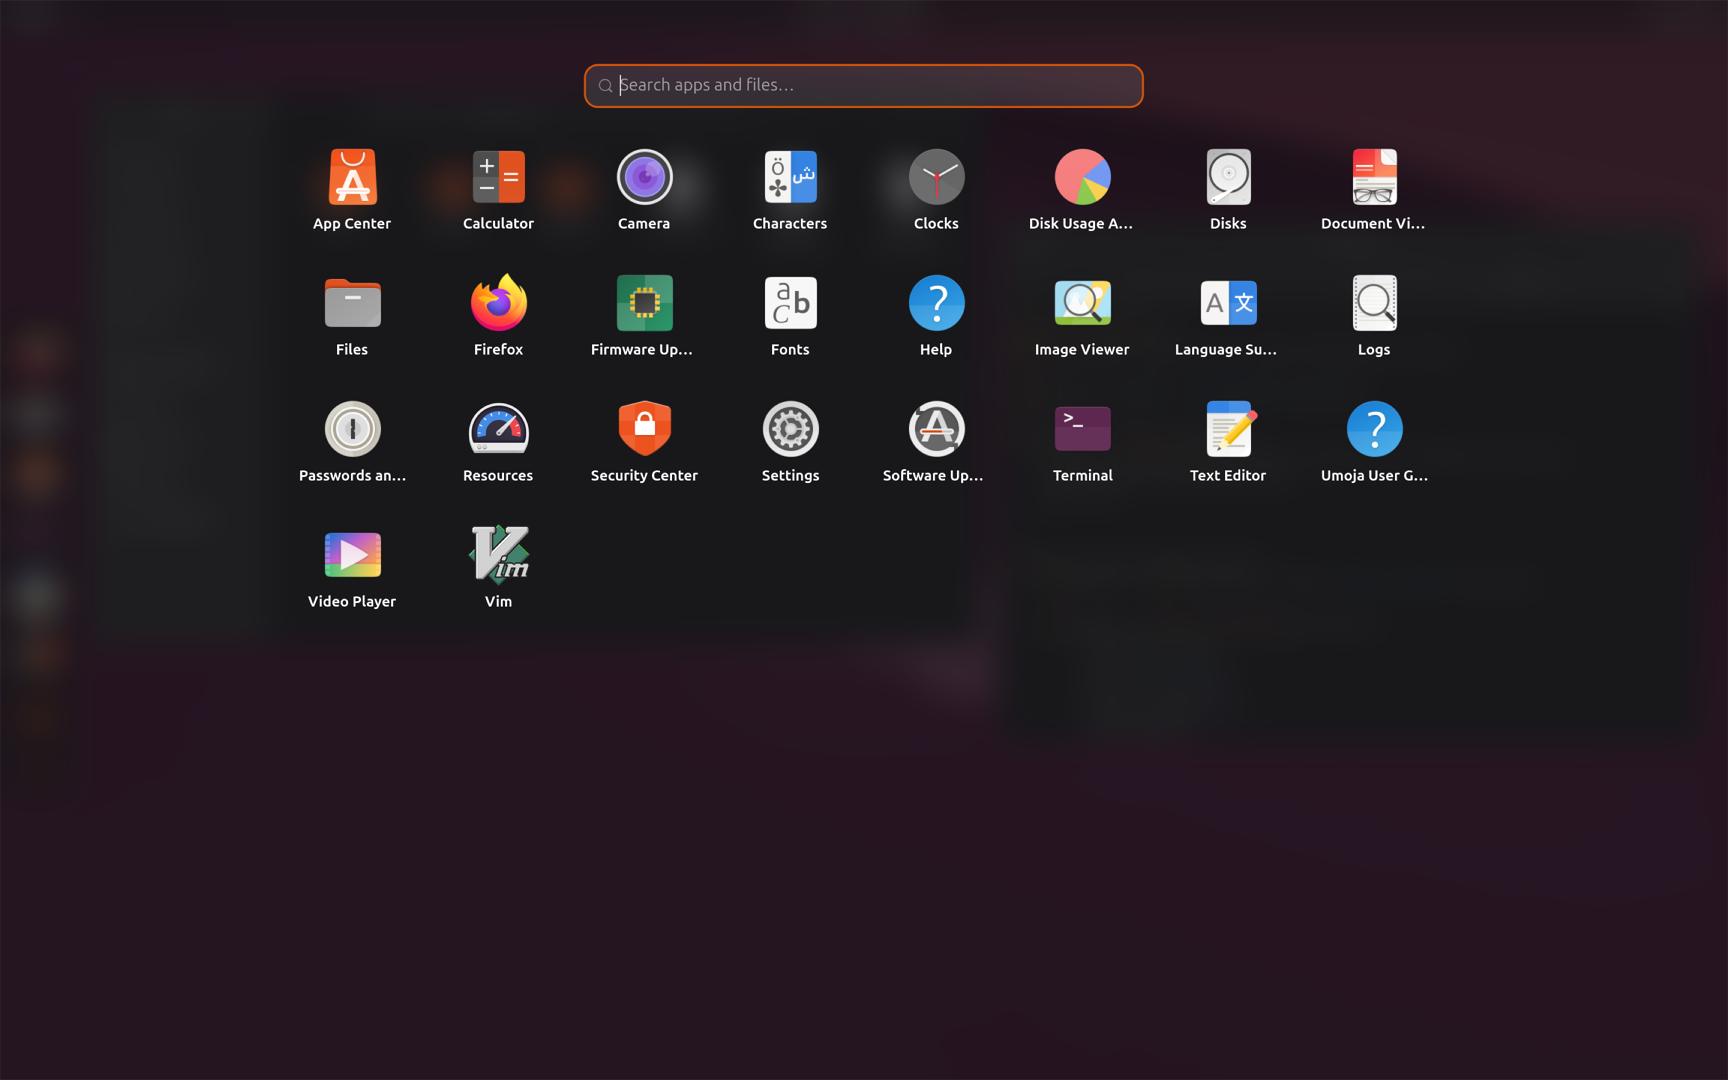 Search apps and files…
App Center
Calculator
Camera
Characters
Clocks
Disk Usage A…
Disks
Document Vi…
Files
Firefox
Firmware Up…
Fonts
Help
Image Viewer
Language Su…
Logs
Passwords an…
Resources
Security Center
Settings
Software Up…
Terminal
Text Editor
Umoja User G…
Video Player
Vim